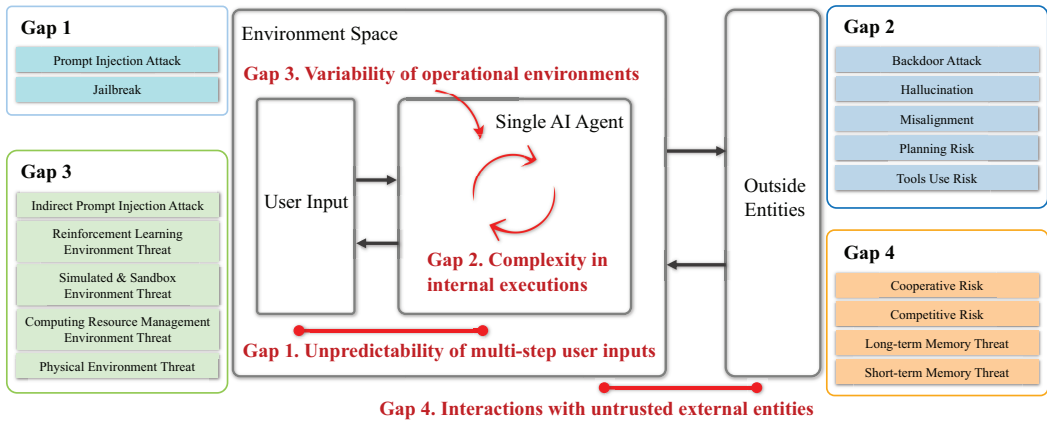 Gap 1
Prompt Injection Attack
Jailbreak
Gap 3
Indirect Prompt Injection Attack
Reinforcement Learning
Environment Threat
Simulated & Sandbox
Environment Threat
Computing Resource Management
Environment Threat
Physical Environment Threat
Environment Space
Gap 3. Variability of operational environments
Single AI Agent
User Input
Gap 2. Complexity in
internal executions
Gap 1. Unpredictability of multi-step user inputs
Outside
Entities
Gap 4. Interactions with untrusted external entities
Gap 2
Backdoor Attack
Hallucination
Misalignment
Planning Risk
Tools Use Risk
Gap 4
Cooperative Risk
Competitive Risk
Long-term Memory Threat
Short-term Memory Threat